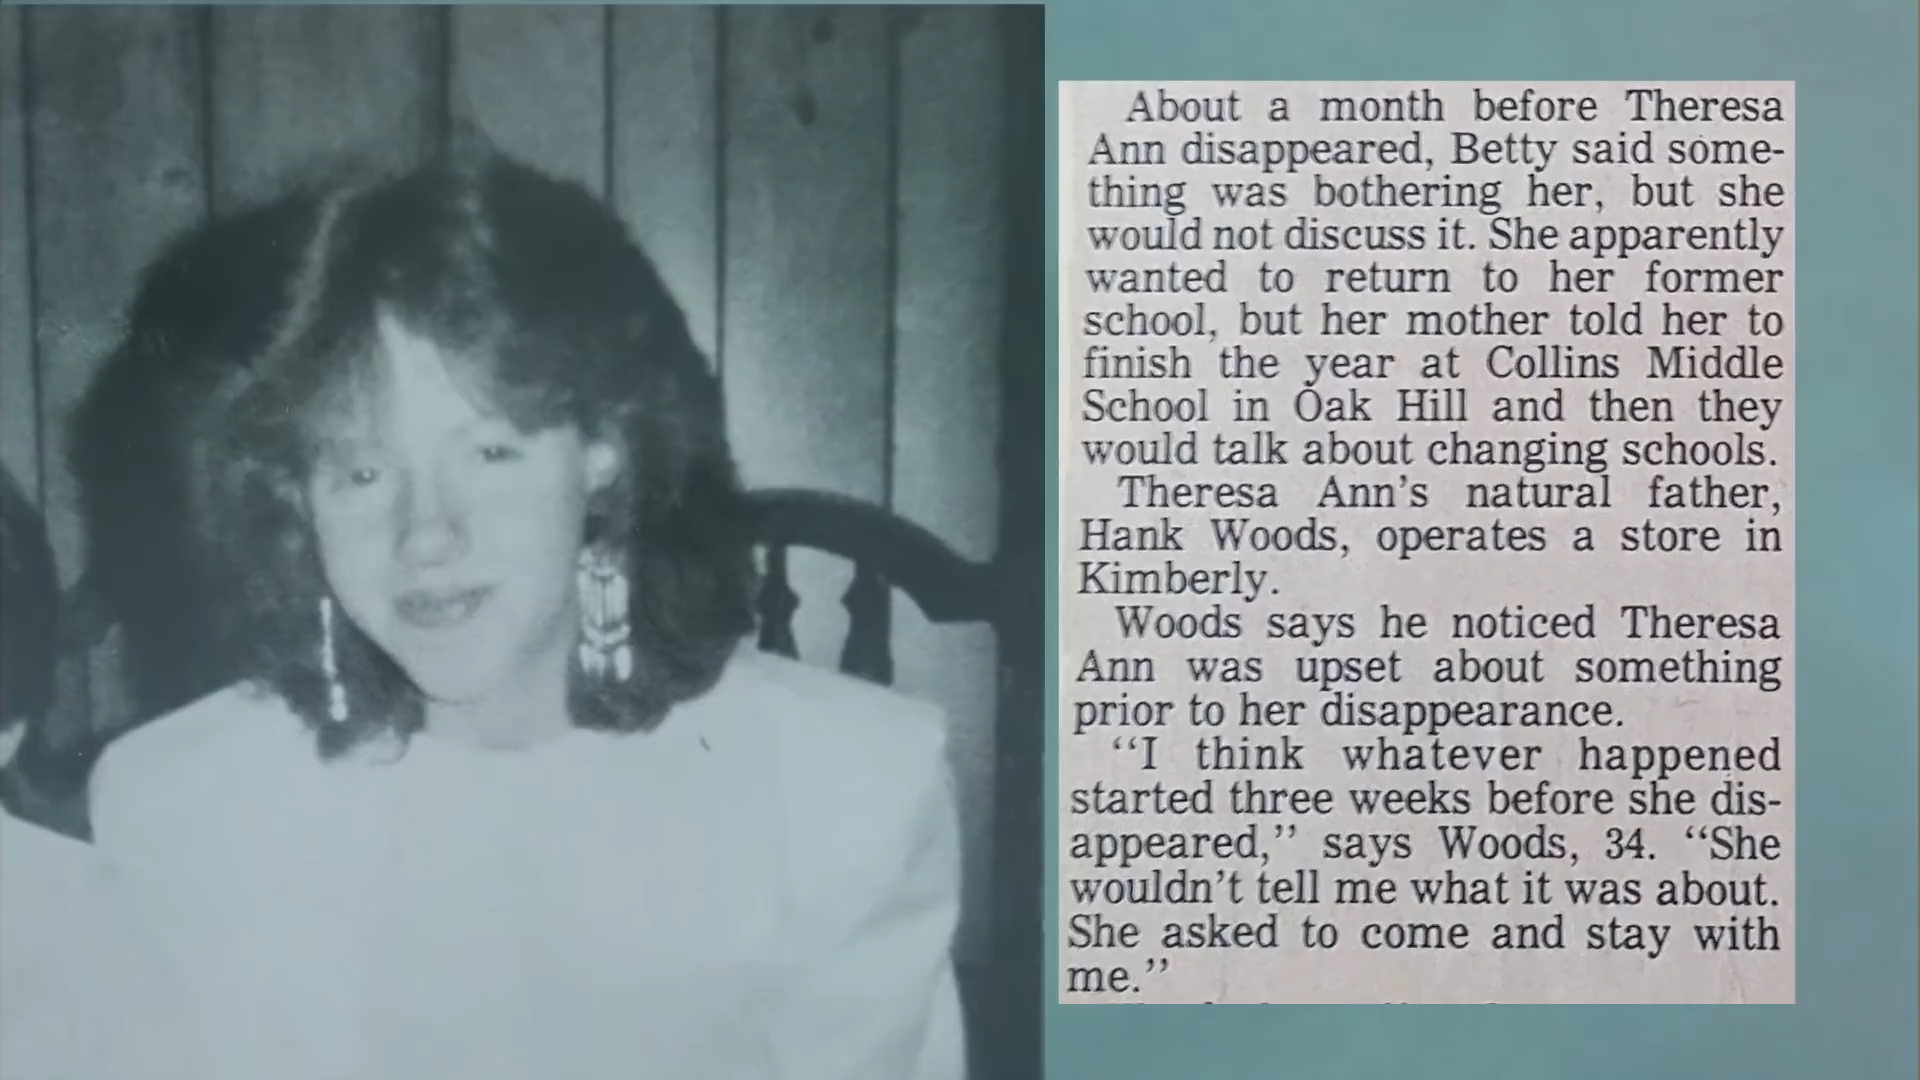 About a month before Theresa
Ann disappeared, Betty said some-
thing was bothering her, but she
would not discuss it. She apparently
wanted to return to her former
school, but her mother told her to
finish the year at Collins Middle
School in Oak Hill and then they
would talk about changing schools.
Theresa Ann's natural father,
Hank Woods, operates a store in
Kimberly.
Woods says he noticed Theresa
Ann was upset about something
prior to her disappearance.
“I think whatever happened
started three weeks before she dis-
appeared,” says Woods, 34. “She
wouldn't tell me what it was about.
She asked to come and stay with
me.”